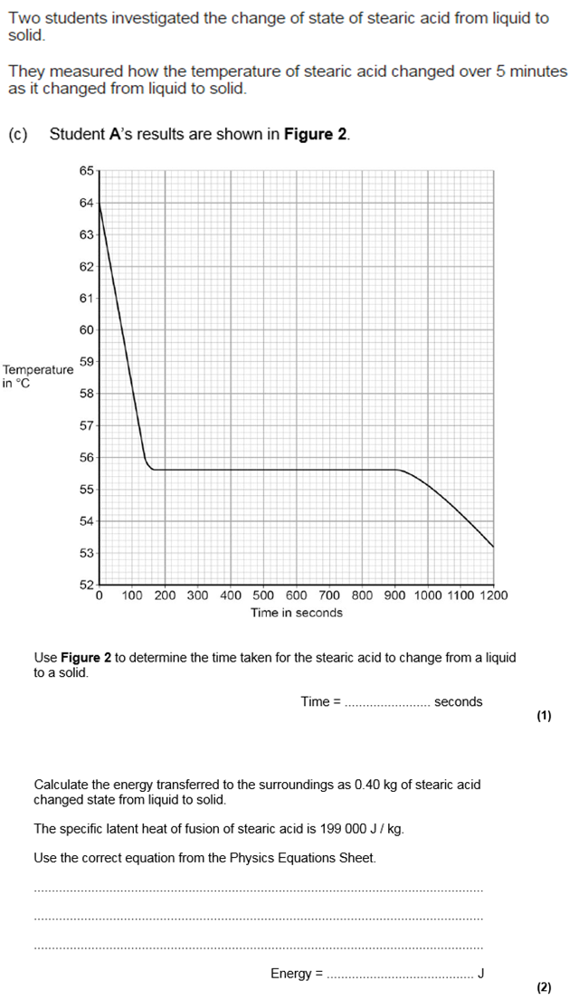 Two students investigated the change of state of stearic acid from liquid to
solid.
They measured how the temperature of stearic acid changed over 5 minutes
as it changed from liquid to solid.
(c) Student A's results are shown in Figure 2.
65
64
63
62
61
60
59
Temperature
in °C
58
57
56
55
54
53
52
0 100 200 300 400 500 600 700 800 900 1000 1100 1200
Time in seconds
Use Figure 2 to determine the time taken for the stearic acid to change from a liquid
to a solid.
Time = ........................ seconds
(1)
Calculate the energy transferred to the surroundings as 0.40 kg of stearic acid
changed state from liquid to solid.
The specific latent heat of fusion of stearic acid is 199 000 J / kg.
Use the correct equation from the Physics Equations Sheet.
Energy = ........................................ J
(2)